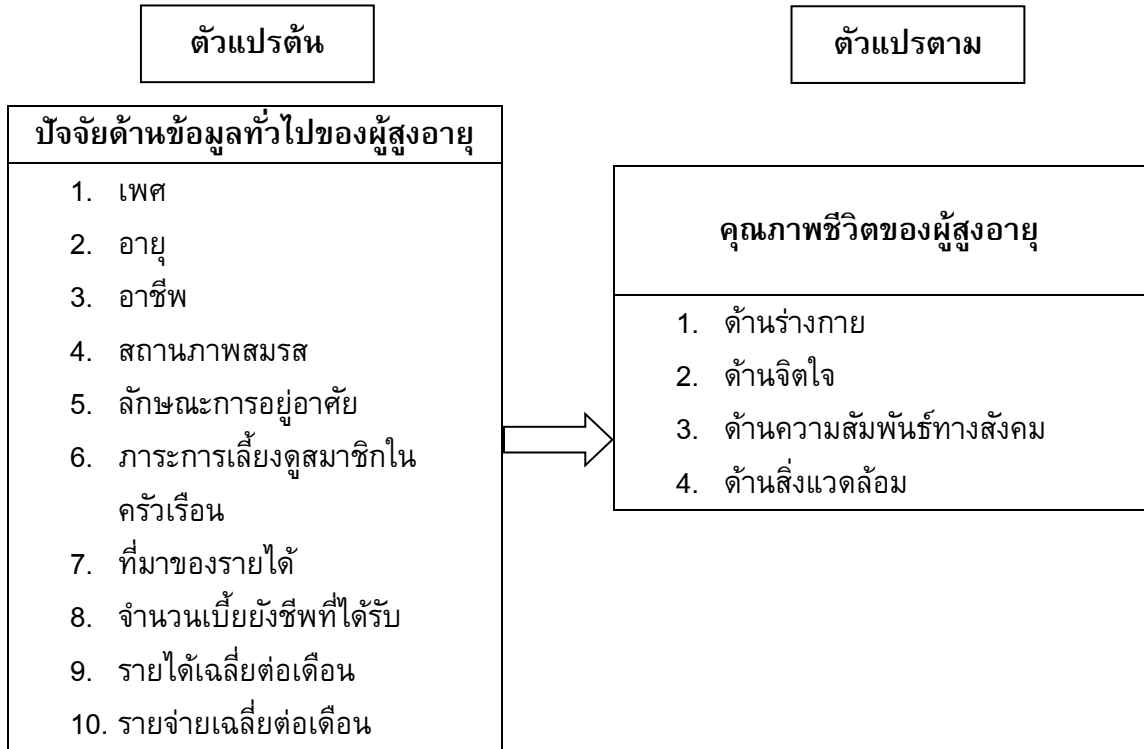 ตัวแปรต้น
ตัวแปรตาม
ปัจจัยด้านข้อมูลทั่วไปของผู้สูงอายุ
1. เพศ
2. อายุ
3. อาชีพ
4. สถานภาพสมรส
5. ลักษณะการอยู่อาศัย
6. ภาระการเลี้ยงดูสมาชิกใน
ครัวเรือน
7. ที่มาของรายได้
8. จำนวนเบี้ยยังชีพที่ได้รับ
9. รายได้เฉลี่ยต่อเดือน
10. รายจ่ายเฉลี่ยต่อเดือน
คุณภาพชีวิตของผู้สูงอายุ
1. ด้านร่างกาย
2. ด้านจิตใจ
3. ด้านความสัมพันธ์ทางสังคม
4. ด้านสิ่งแวดล้อม